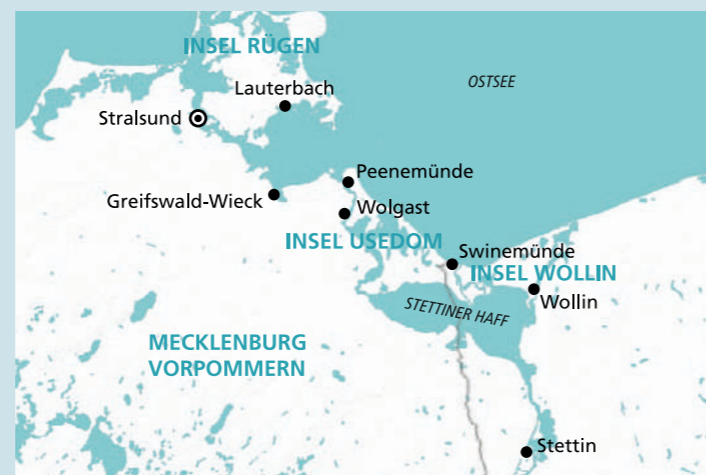 INSEL RÜGEN
OSTSEE
Lauterbach
Stralsund
Peenemünde
Greifswald-Wieck
Wolgast
INSEL USEDOM
Swinemünde
INSEL WOLLIN
Wollin
STETTINER HAFF
MECKLENBURG
VORPOMMERN
Stettin